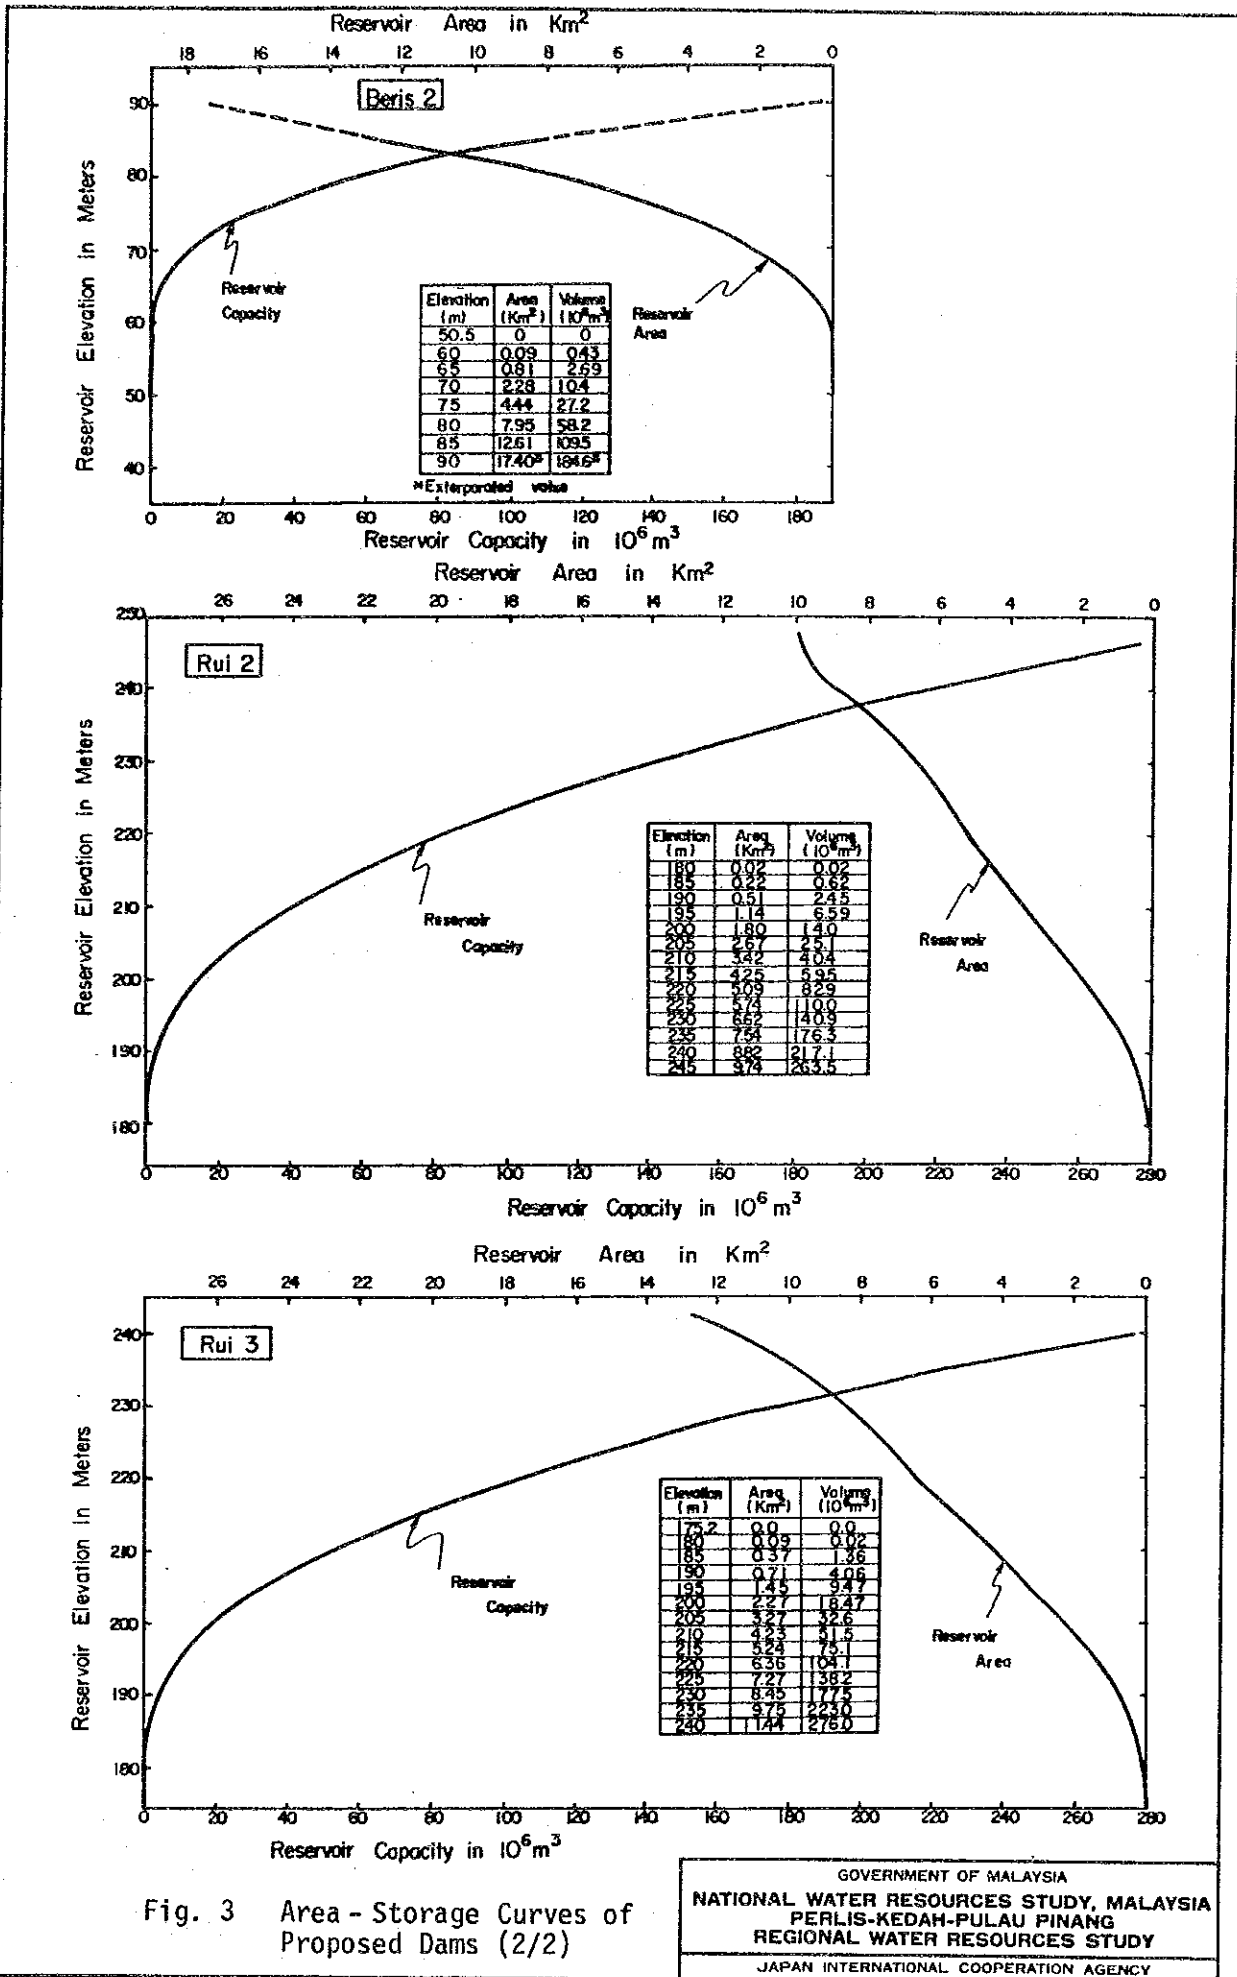 Reservoir Area in Km²
18 16 14 12 10 8 6 4 2 0
Beris 2
Reservoir Elevation in Meters
90
80
70
60
50
40
Reservoir
Capacity
Reservoir
Area
Elevation (m) Area (Km²) Volume (10⁶m³)
50.5 0 0
60 0.09 0.43
65 0.81 2.69
70 2.28 10.4
75 4.44 27.2
80 7.95 58.2
85 12.61 109.5
90 17.40* 184.6*
*Exterporated value
0 20 40 60 80 100 120 140 160 180
Reservoir Capacity in 10⁶m³
Reservoir Area in Km²
26 24 22 20 18 16 14 12 10 8 6 4 2 0
Rui 2
Reservoir Elevation in Meters
250
240
230
220
210
200
190
180
Reservoir
Capacity
Reservoir
Area
Elevation (m) Area (Km²) Volume (10⁶m³)
180 0.02 0.02
185 0.22 0.62
190 0.51 2.45
195 1.14 6.59
200 1.80 14.0
205 2.67 25.1
210 3.42 40.4
215 4.25 59.5
220 5.09 82.9
225 5.74 110.0
230 6.62 140.9
235 7.54 176.3
240 8.82 217.1
245 9.74 263.5
0 20 40 60 80 100 120 140 160 180 200 220 240 260 280
Reservoir Capacity in 10⁶m³
Reservoir Area in Km²
26 24 22 20 18 16 14 12 10 8 6 4 2 0
Rui 3
Reservoir Elevation in Meters
240
230
220
210
200
190
180
Reservoir
Capacity
Reservoir
Area
Elevation (m) Area (Km²) Volume (10⁶m³)
175.2 0.0 0.0
180 0.09 0.02
185 0.37 1.36
190 0.71 4.06
195 1.45 9.47
200 2.27 18.47
205 3.27 32.6
210 4.23 51.5
215 5.24 75.1
220 6.36 104.1
225 7.27 138.2
230 8.45 177.5
235 9.75 223.0
240 11.44 276.0
0 20 40 60 80 100 120 140 160 180 200 220 240 260 280
Reservoir Capacity in 10⁶m³
Fig. 3 Area - Storage Curves of
Proposed Dams (2/2)
GOVERNMENT OF MALAYSIA
NATIONAL WATER RESOURCES STUDY, MALAYSIA
PERLIS-KEDAH-PULAU PINANG
REGIONAL WATER RESOURCES STUDY
JAPAN INTERNATIONAL COOPERATION AGENCY